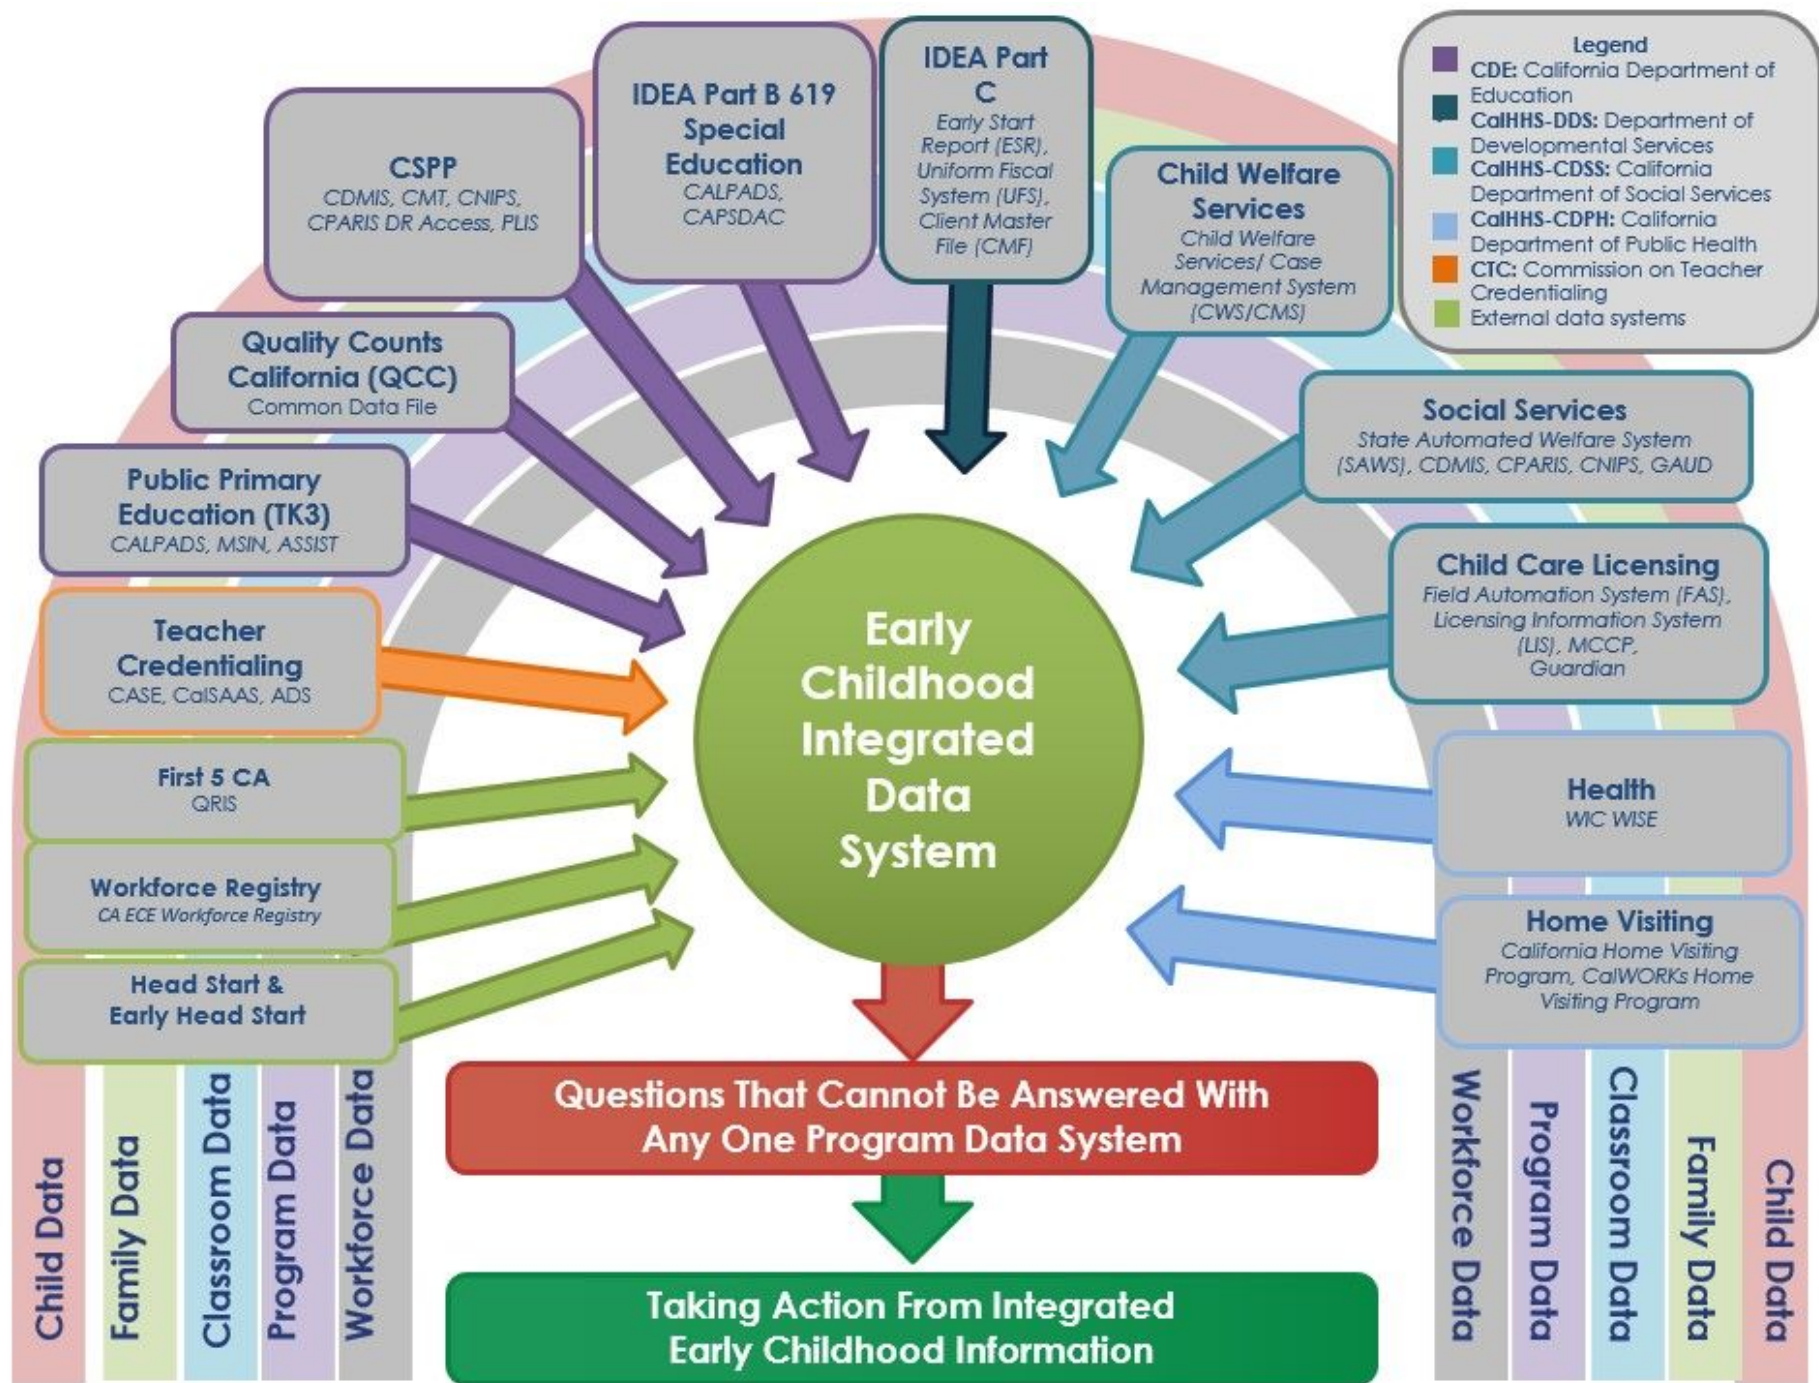 IDEA Part B 619
Special
Education
CALPADS,
CAPSDAC
IDEA Part
C
Early Start
Report (ESR),
Uniform Fiscal
System (UFS),
Client Master
File (CMF)
Legend
CDE: California Department of
Education
CalHHS-DDS: Department of
Developmental Services
CalHHS-CDSS: California
Department of Social Services
CalHHS-CDPH: California
Department of Public Health
CTC: Commission on Teacher
Credentialing
External data systems
CSPP
CDMIS, CMT, CNIPS,
CPARIS DR Access, PLIS
Child Welfare
Services
Child Welfare
Services/ Case
Management System
(CWS/CMS)
Quality Counts
California (QCC)
Common Data File
Social Services
State Automated Welfare System
(SAWS), CDMIS, CPARIS, CNIPS, GAUD
Public Primary
Education (TK3)
CALPADS, MSIN, ASSIST
Child Care Licensing
Field Automation System (FAS),
Licensing Information System
(LIS), MCCP,
Guardian
Teacher
Credentialing
CASE, CalSAAS, ADS
Early
Childhood
Integrated
Data
System
First 5 CA
QRIS
Health
WIC WISE
Workforce Registry
CA ECE Workforce Registry
Home Visiting
California Home Visiting
Program, CalWORKs Home
Visiting Program
Head Start &
Early Head Start
Questions That Cannot Be Answered With
Any One Program Data System
Taking Action From Integrated
Early Childhood Information
Child Data
Family Data
Classroom Data
Program Data
Workforce Data
Workforce Data
Program Data
Classroom Data
Family Data
Child Data